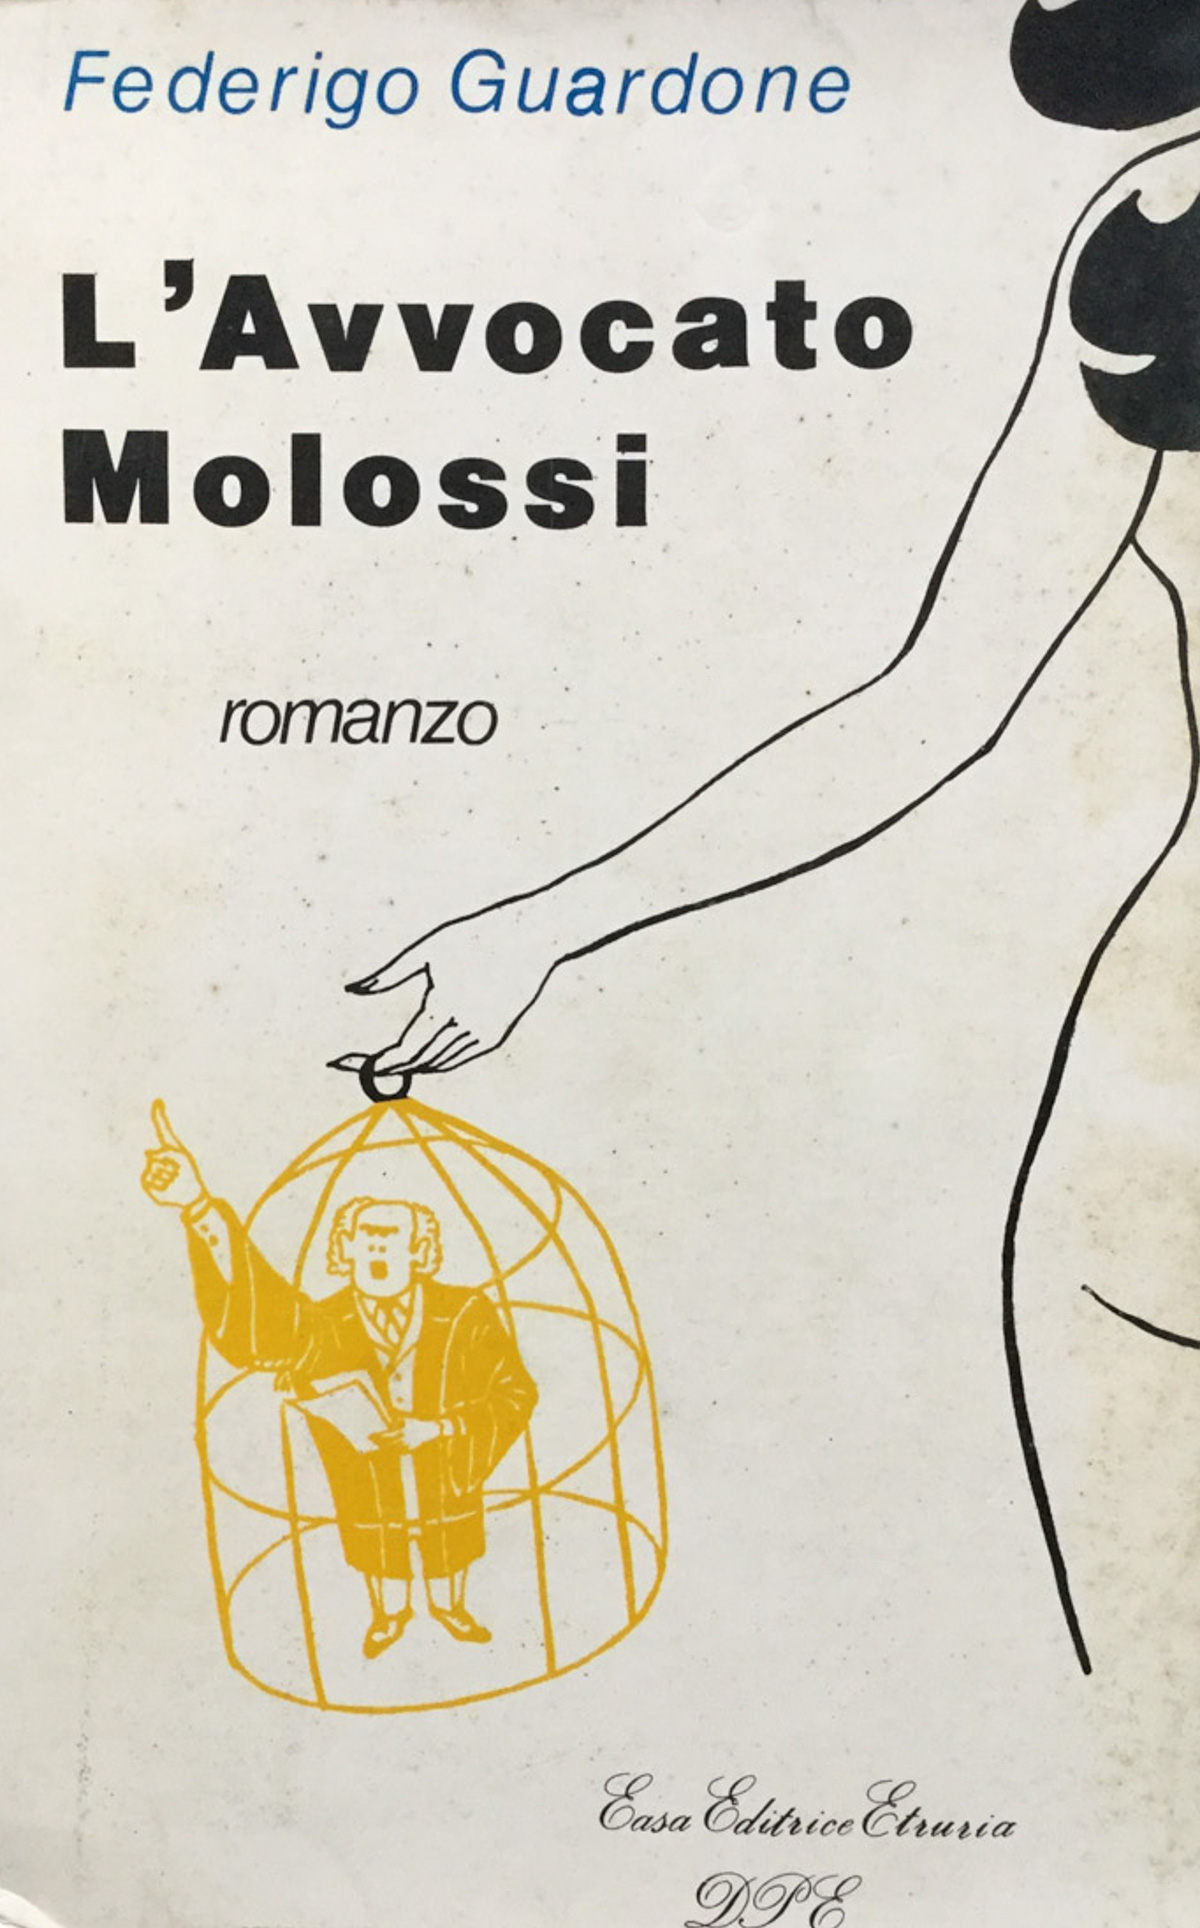 Federigo Guardone
L'Avvocato
Molossi
romanzo
Casa Editrice Etruria
DPE